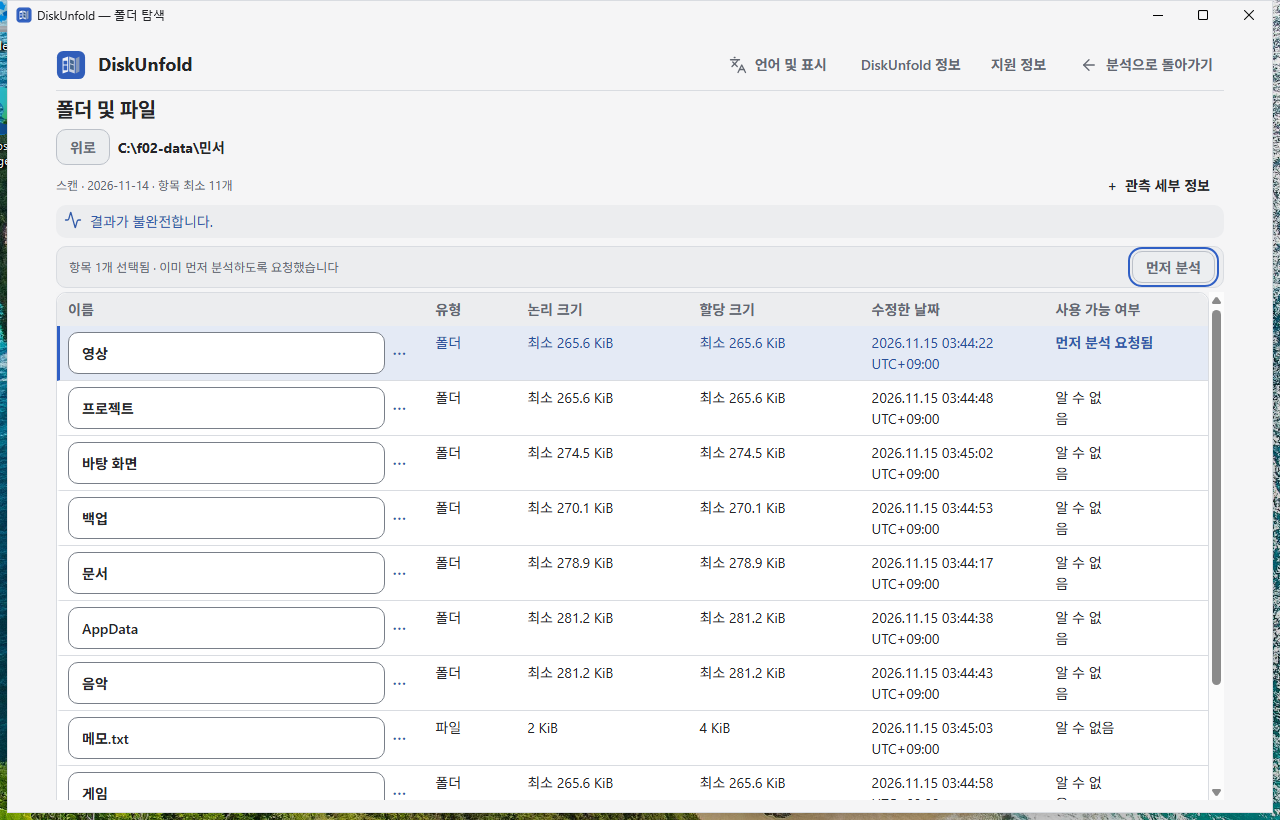 DiskUnfold — 폴더 탐색
DiskUnfold
언어 및 표시
DiskUnfold 정보
지원 정보
← 분석으로 돌아가기
폴더 및 파일
위로
C:\f02-data\민서
스캔 · 2026-11-14 · 항목 최소 11개
+ 관측 세부 정보
결과가 불완전합니다.
항목 1개 선택됨 · 이미 먼저 분석하도록 요청했습니다
먼저 분석
이름 유형 논리 크기 할당 크기 수정한 날짜 사용 가능 여부
영상 ... 폴더 최소 265.6 KiB 최소 265.6 KiB 2026.11.15 03:44:22 먼저 분석 요청됨
UTC+09:00
프로젝트 ... 폴더 최소 265.6 KiB 최소 265.6 KiB 2026.11.15 03:44:48 알 수 없
UTC+09:00 음
바탕 화면 ... 폴더 최소 274.5 KiB 최소 274.5 KiB 2026.11.15 03:45:02 알 수 없
UTC+09:00 음
백업 ... 폴더 최소 270.1 KiB 최소 270.1 KiB 2026.11.15 03:44:53 알 수 없
UTC+09:00 음
문서 ... 폴더 최소 278.9 KiB 최소 278.9 KiB 2026.11.15 03:44:17 알 수 없
UTC+09:00 음
AppData ... 폴더 최소 281.2 KiB 최소 281.2 KiB 2026.11.15 03:44:38 알 수 없
UTC+09:00 음
음악 ... 폴더 최소 281.2 KiB 최소 281.2 KiB 2026.11.15 03:44:43 알 수 없
UTC+09:00 음
메모.txt ... 파일 2 KiB 4 KiB 2026.11.15 03:45:03 알 수 없음
UTC+09:00
게임 ... 폴더 최소 265.6 KiB 최소 265.6 KiB 2026.11.15 03:44:58 알 수 없